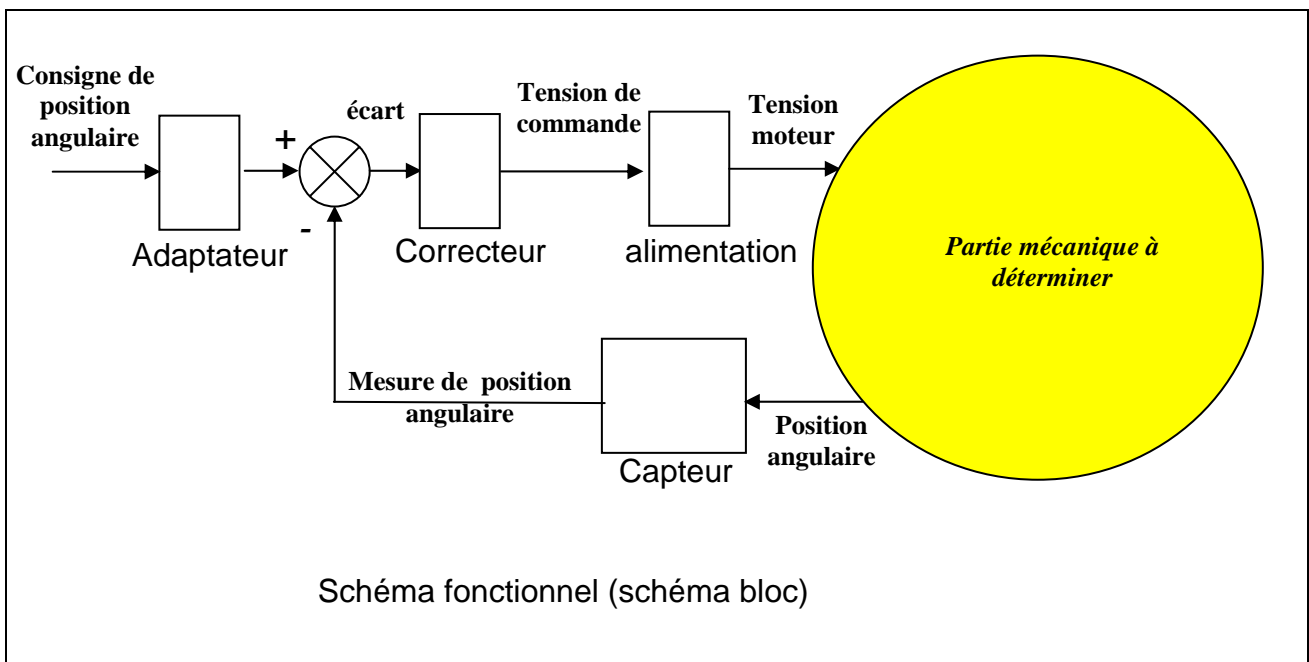 Consigne de
position
angulaire
+
-
Adaptateur
écart
Correcteur
Tension de
commande
alimentation
Tension
moteur
Partie mécanique à
déterminer
Mesure de position
angulaire
Capteur
Position
angulaire
Schéma fonctionnel (schéma bloc)